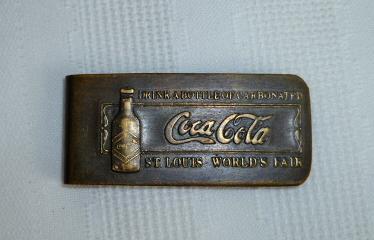 DRINK A BOTTLE OF CARBONATED
Coca-Cola
ST. LOUIS WORLD'S FAIR